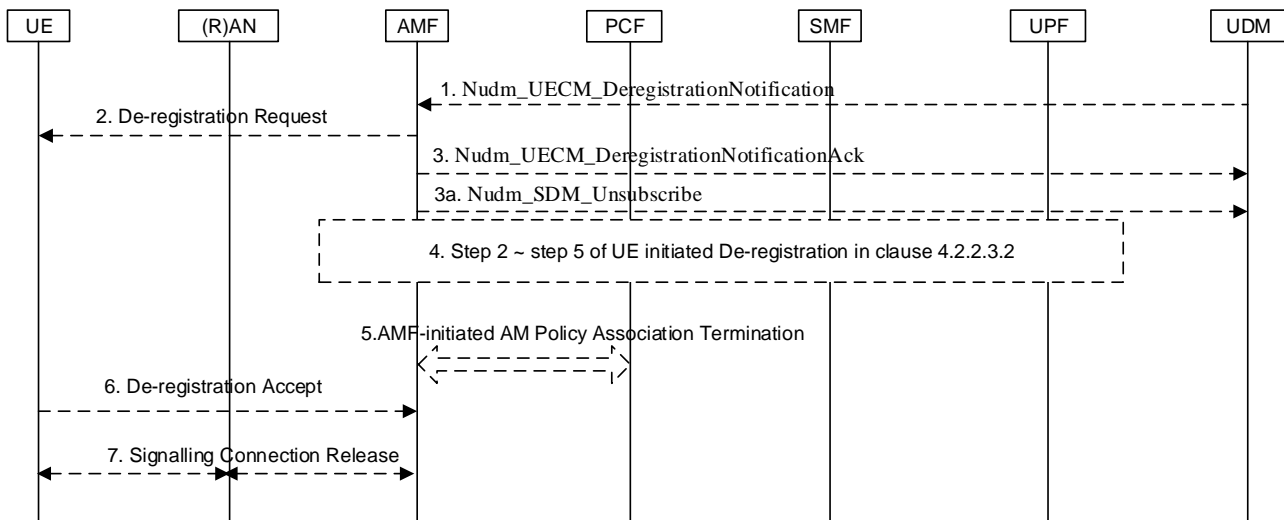 UE
(R)AN
AMF
PCF
SMF
UPF
UDM
1. Nudm_UECM_DeregistrationNotification
2. De-registration Request
3. Nudm_UECM_DeregistrationNotificationAck
3a. Nudm_SDM_Unsubscribe
4. Step 2 ~ step 5 of UE initiated De-registration in clause 4.2.2.3.2
5.AMF-initiated AM Policy Association Termination
6. De-registration Accept
7. Signalling Connection Release